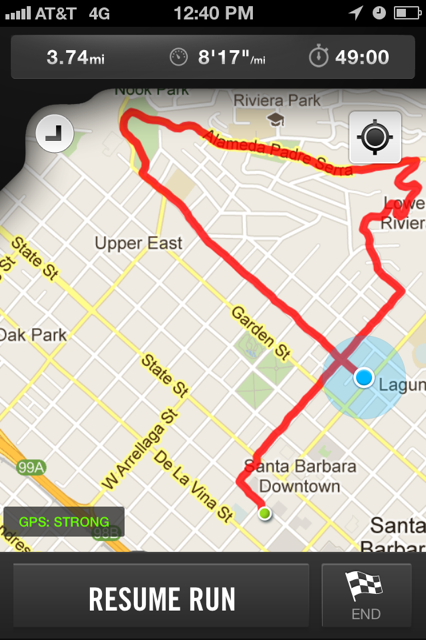 AT&T 4G 12:40 PM
3.74mi 8'17"/mi 49:00
Nook Park
Riviera Park
Alameda Padre Serra
Lowe
Rivier
Upper East
State St
Oak Park
Garden St
State St
Lagun
W Arrellaga St
De La Vina St
Santa Barbara
Downtown
99A
GPS: STRONG
Santa
Barbar
RESUME RUN
END